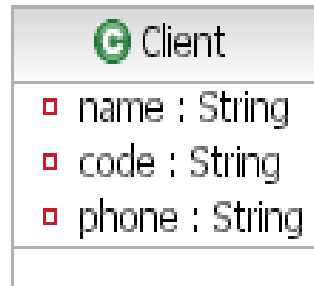 C Client
name : String
code : String
phone : String